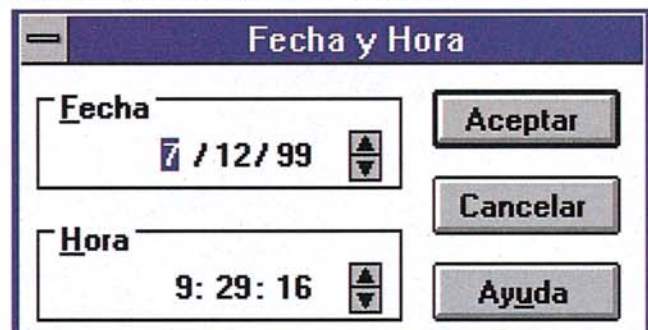 Fecha y Hora
Fecha
7 / 12 / 99
Hora
9: 29: 16
Aceptar
Cancelar
Ayuda